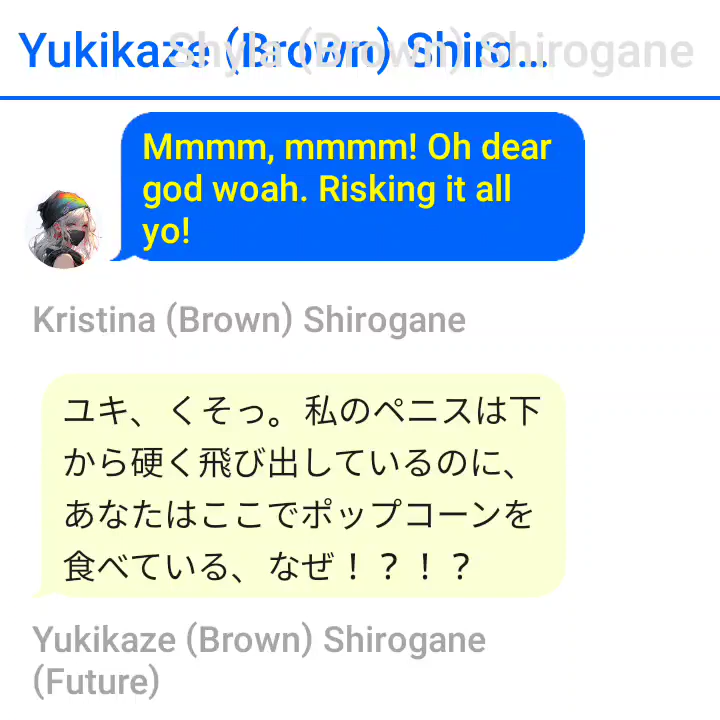 Yukikaze (Brown) Shiro...
Shyla (Brown) Shirogane
Mmmm, mmmm! Oh dear
god woah. Risking it all
yo!
Kristina (Brown) Shirogane
ユキ、くそっ。私のペニスは下
から硬く飛び出しているのに、
あなたはここでポップコーンを
食べている、なぜ！？！？
Yukikaze (Brown) Shirogane
(Future)